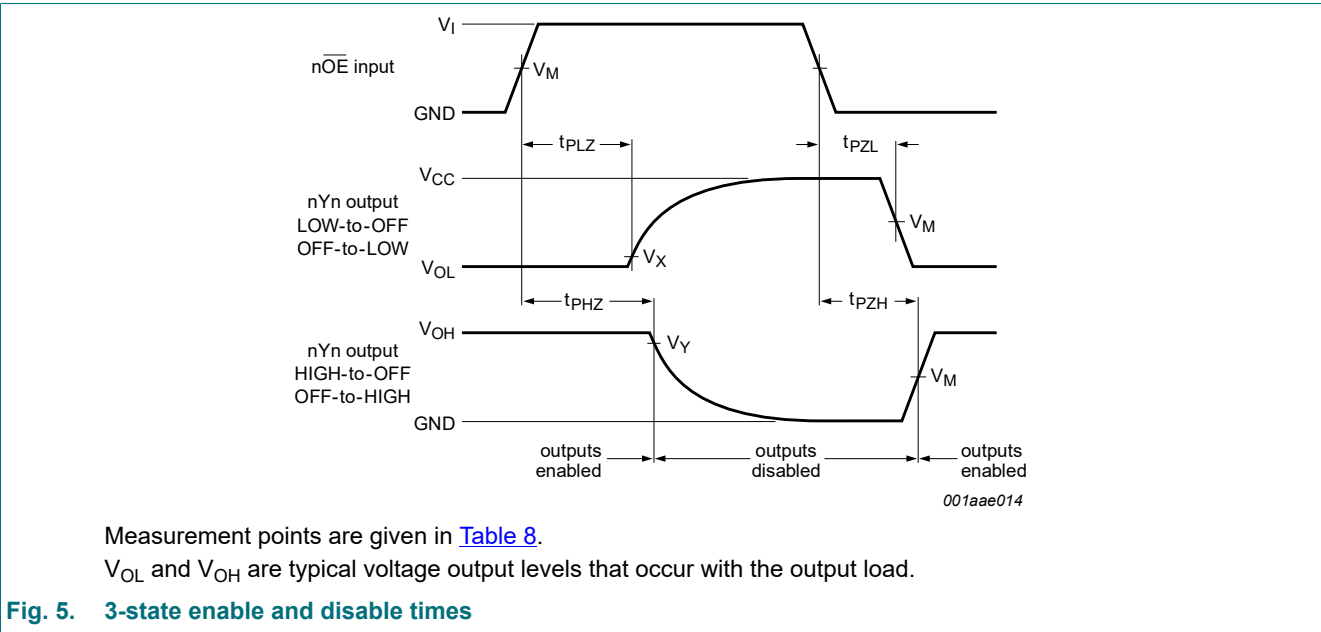 V_I
nO̅E̅ input
V_M
GND
t_PLZ
t_PZL
V_CC
nYn output
LOW-to-OFF
OFF-to-LOW
V_M
V_X
V_OL
t_PHZ
t_PZH
V_OH
nYn output
HIGH-to-OFF
OFF-to-HIGH
V_Y
V_M
GND
outputs
enabled
outputs
disabled
outputs
enabled
001aae014
Measurement points are given in Table 8.
V_OL and V_OH are typical voltage output levels that occur with the output load.
Fig. 5. 3-state enable and disable times